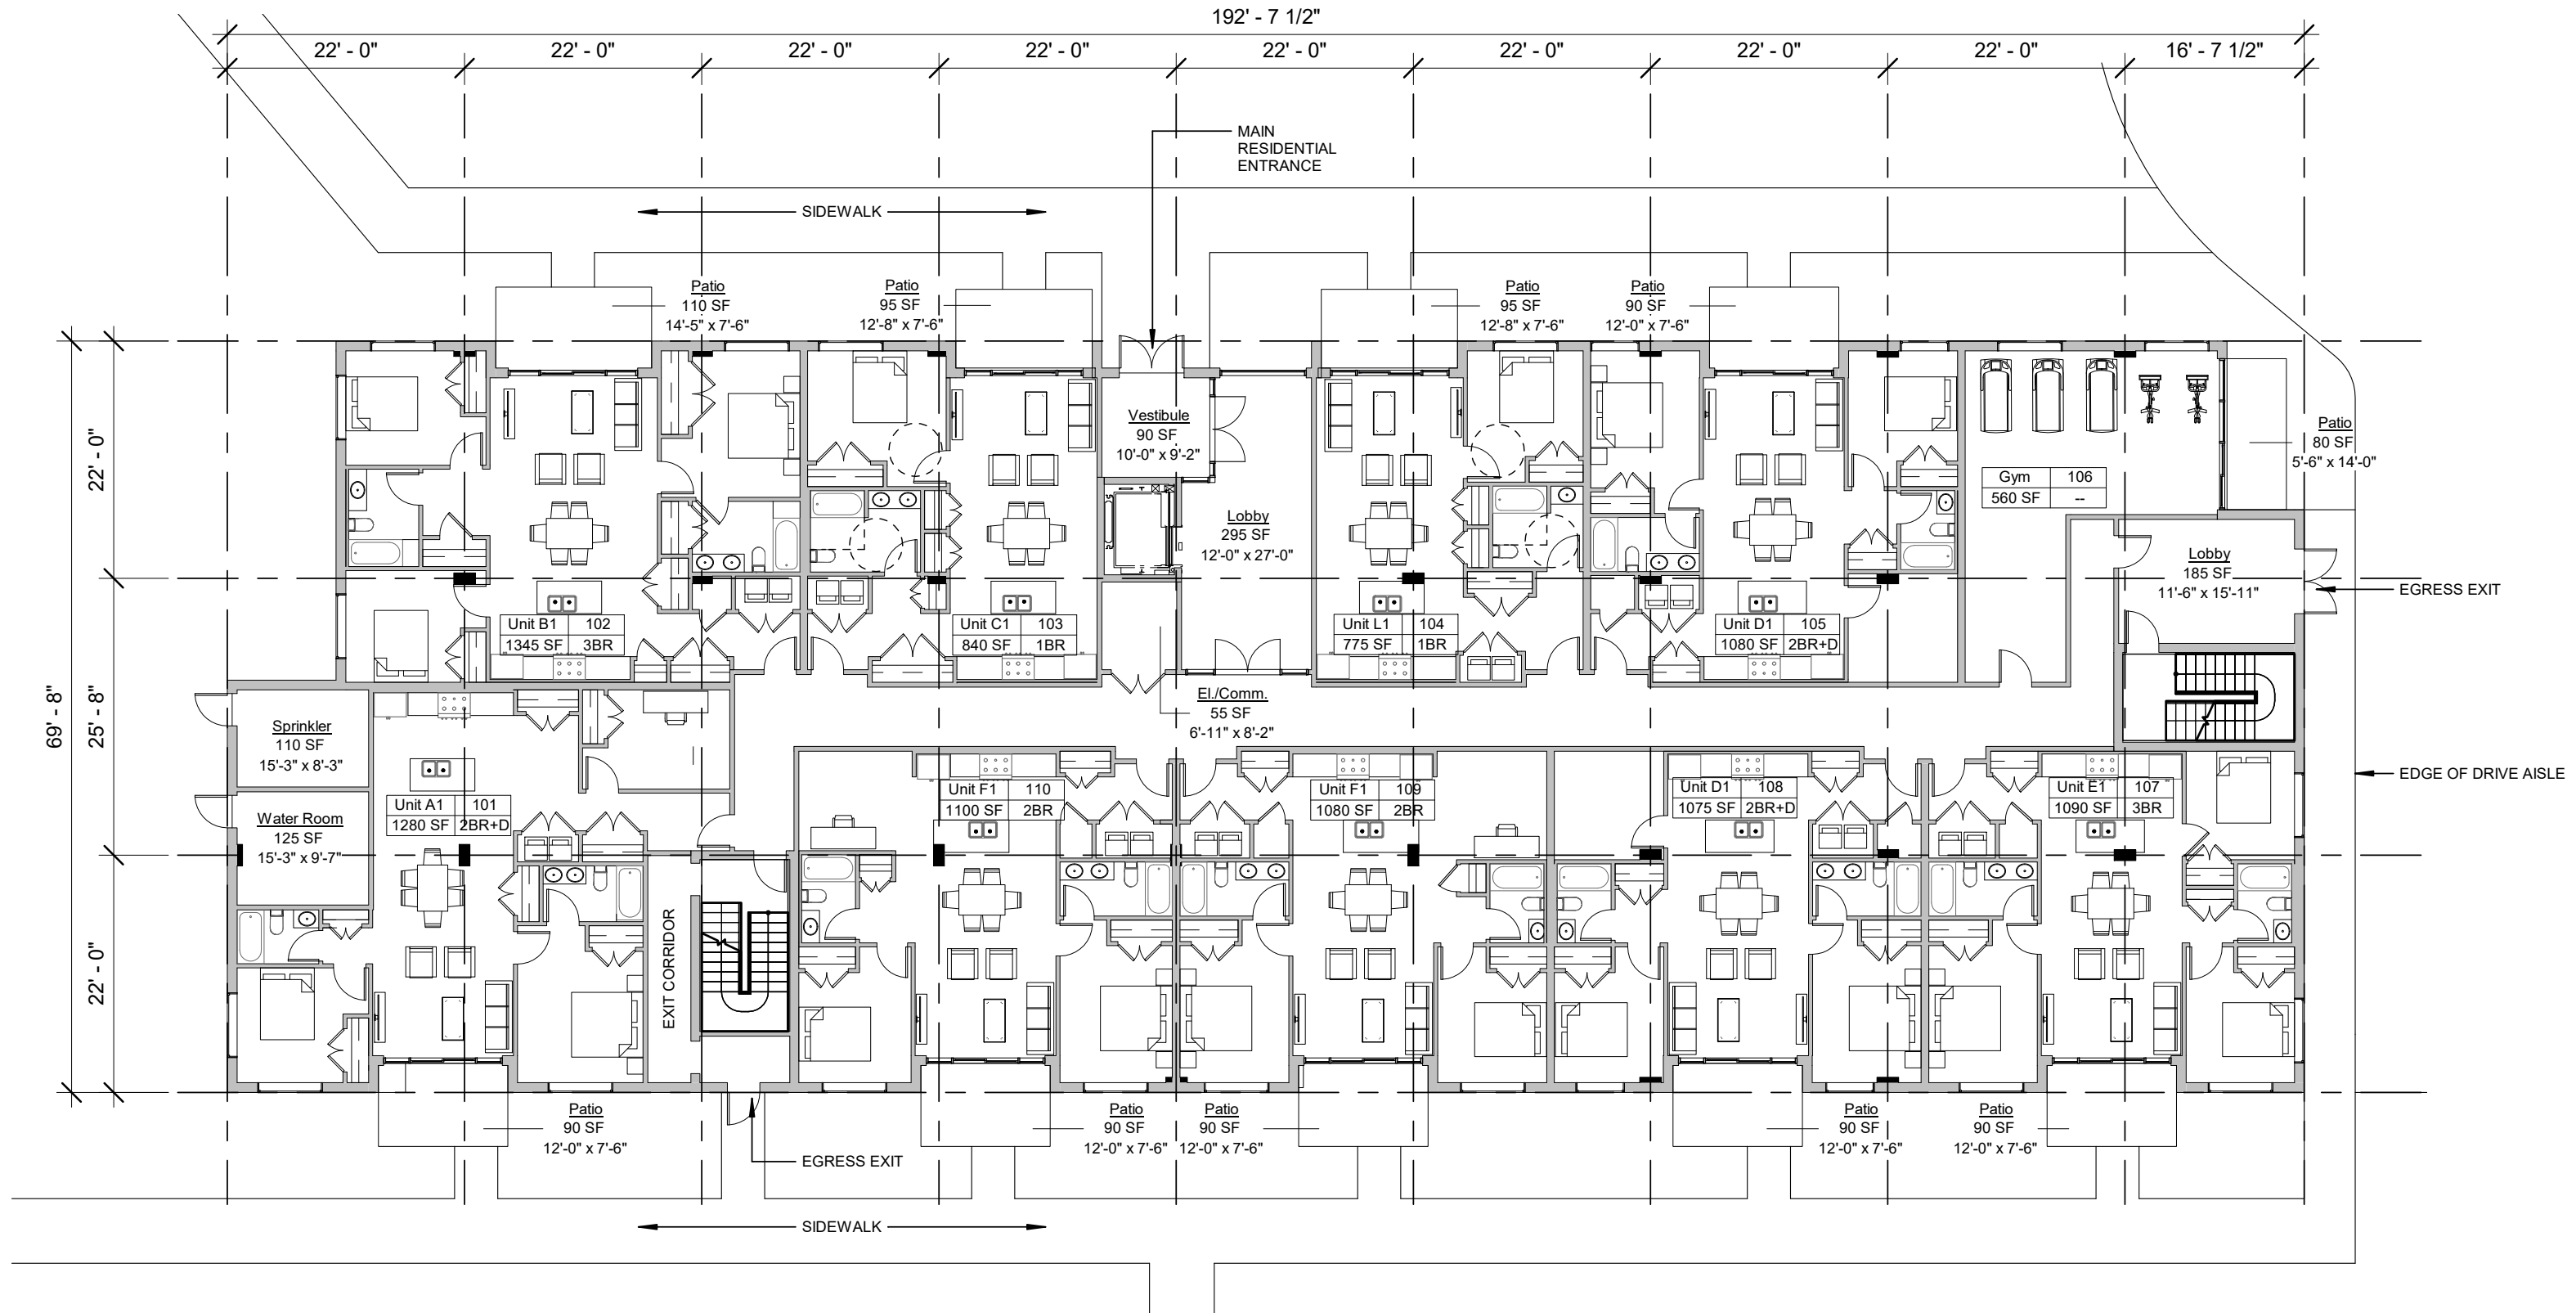 192' - 7 1/2"
22' - 0"
22' - 0"
22' - 0"
22' - 0"
22' - 0"
22' - 0"
22' - 0"
22' - 0"
16' - 7 1/2"
MAIN
RESIDENTIAL
ENTRANCE
SIDEWALK
Patio
110 SF
14'-5" x 7'-6"
Patio
95 SF
12'-8" x 7'-6"
Patio
95 SF
12'-8" x 7'-6"
Patio
90 SF
12'-0" x 7'-6"
Vestibule
90 SF
10'-0" x 9'-2"
Patio
80 SF
5'-6" x 14'-0"
Gym 106
560 SF --
Lobby
295 SF
12'-0" x 27'-0"
Lobby
185 SF
11'-6" x 15'-11"
EGRESS EXIT
22' - 0"
69' - 8"
25' - 8"
22' - 0"
Unit B1 102
1345 SF 3BR
Unit C1 103
840 SF 1BR
Unit L1 104
775 SF 1BR
Unit D1 105
1080 SF 2BR+D
El./Comm.
55 SF
6'-11" x 8'-2"
Sprinkler
110 SF
15'-3" x 8'-3"
Water Room
125 SF
15'-3" x 9'-7"
Unit A1 101
1280 SF 2BR+D
Unit F1 110
1100 SF 2BR
Unit F1 109
1080 SF 2BR
Unit D1 108
1075 SF 2BR+D
Unit E1 107
1090 SF 3BR
EDGE OF DRIVE AISLE
EXIT CORRIDOR
Patio
90 SF
12'-0" x 7'-6"
Patio
90 SF
12'-0" x 7'-6"
Patio
90 SF
12'-0" x 7'-6"
Patio
90 SF
12'-0" x 7'-6"
Patio
90 SF
12'-0" x 7'-6"
EGRESS EXIT
SIDEWALK